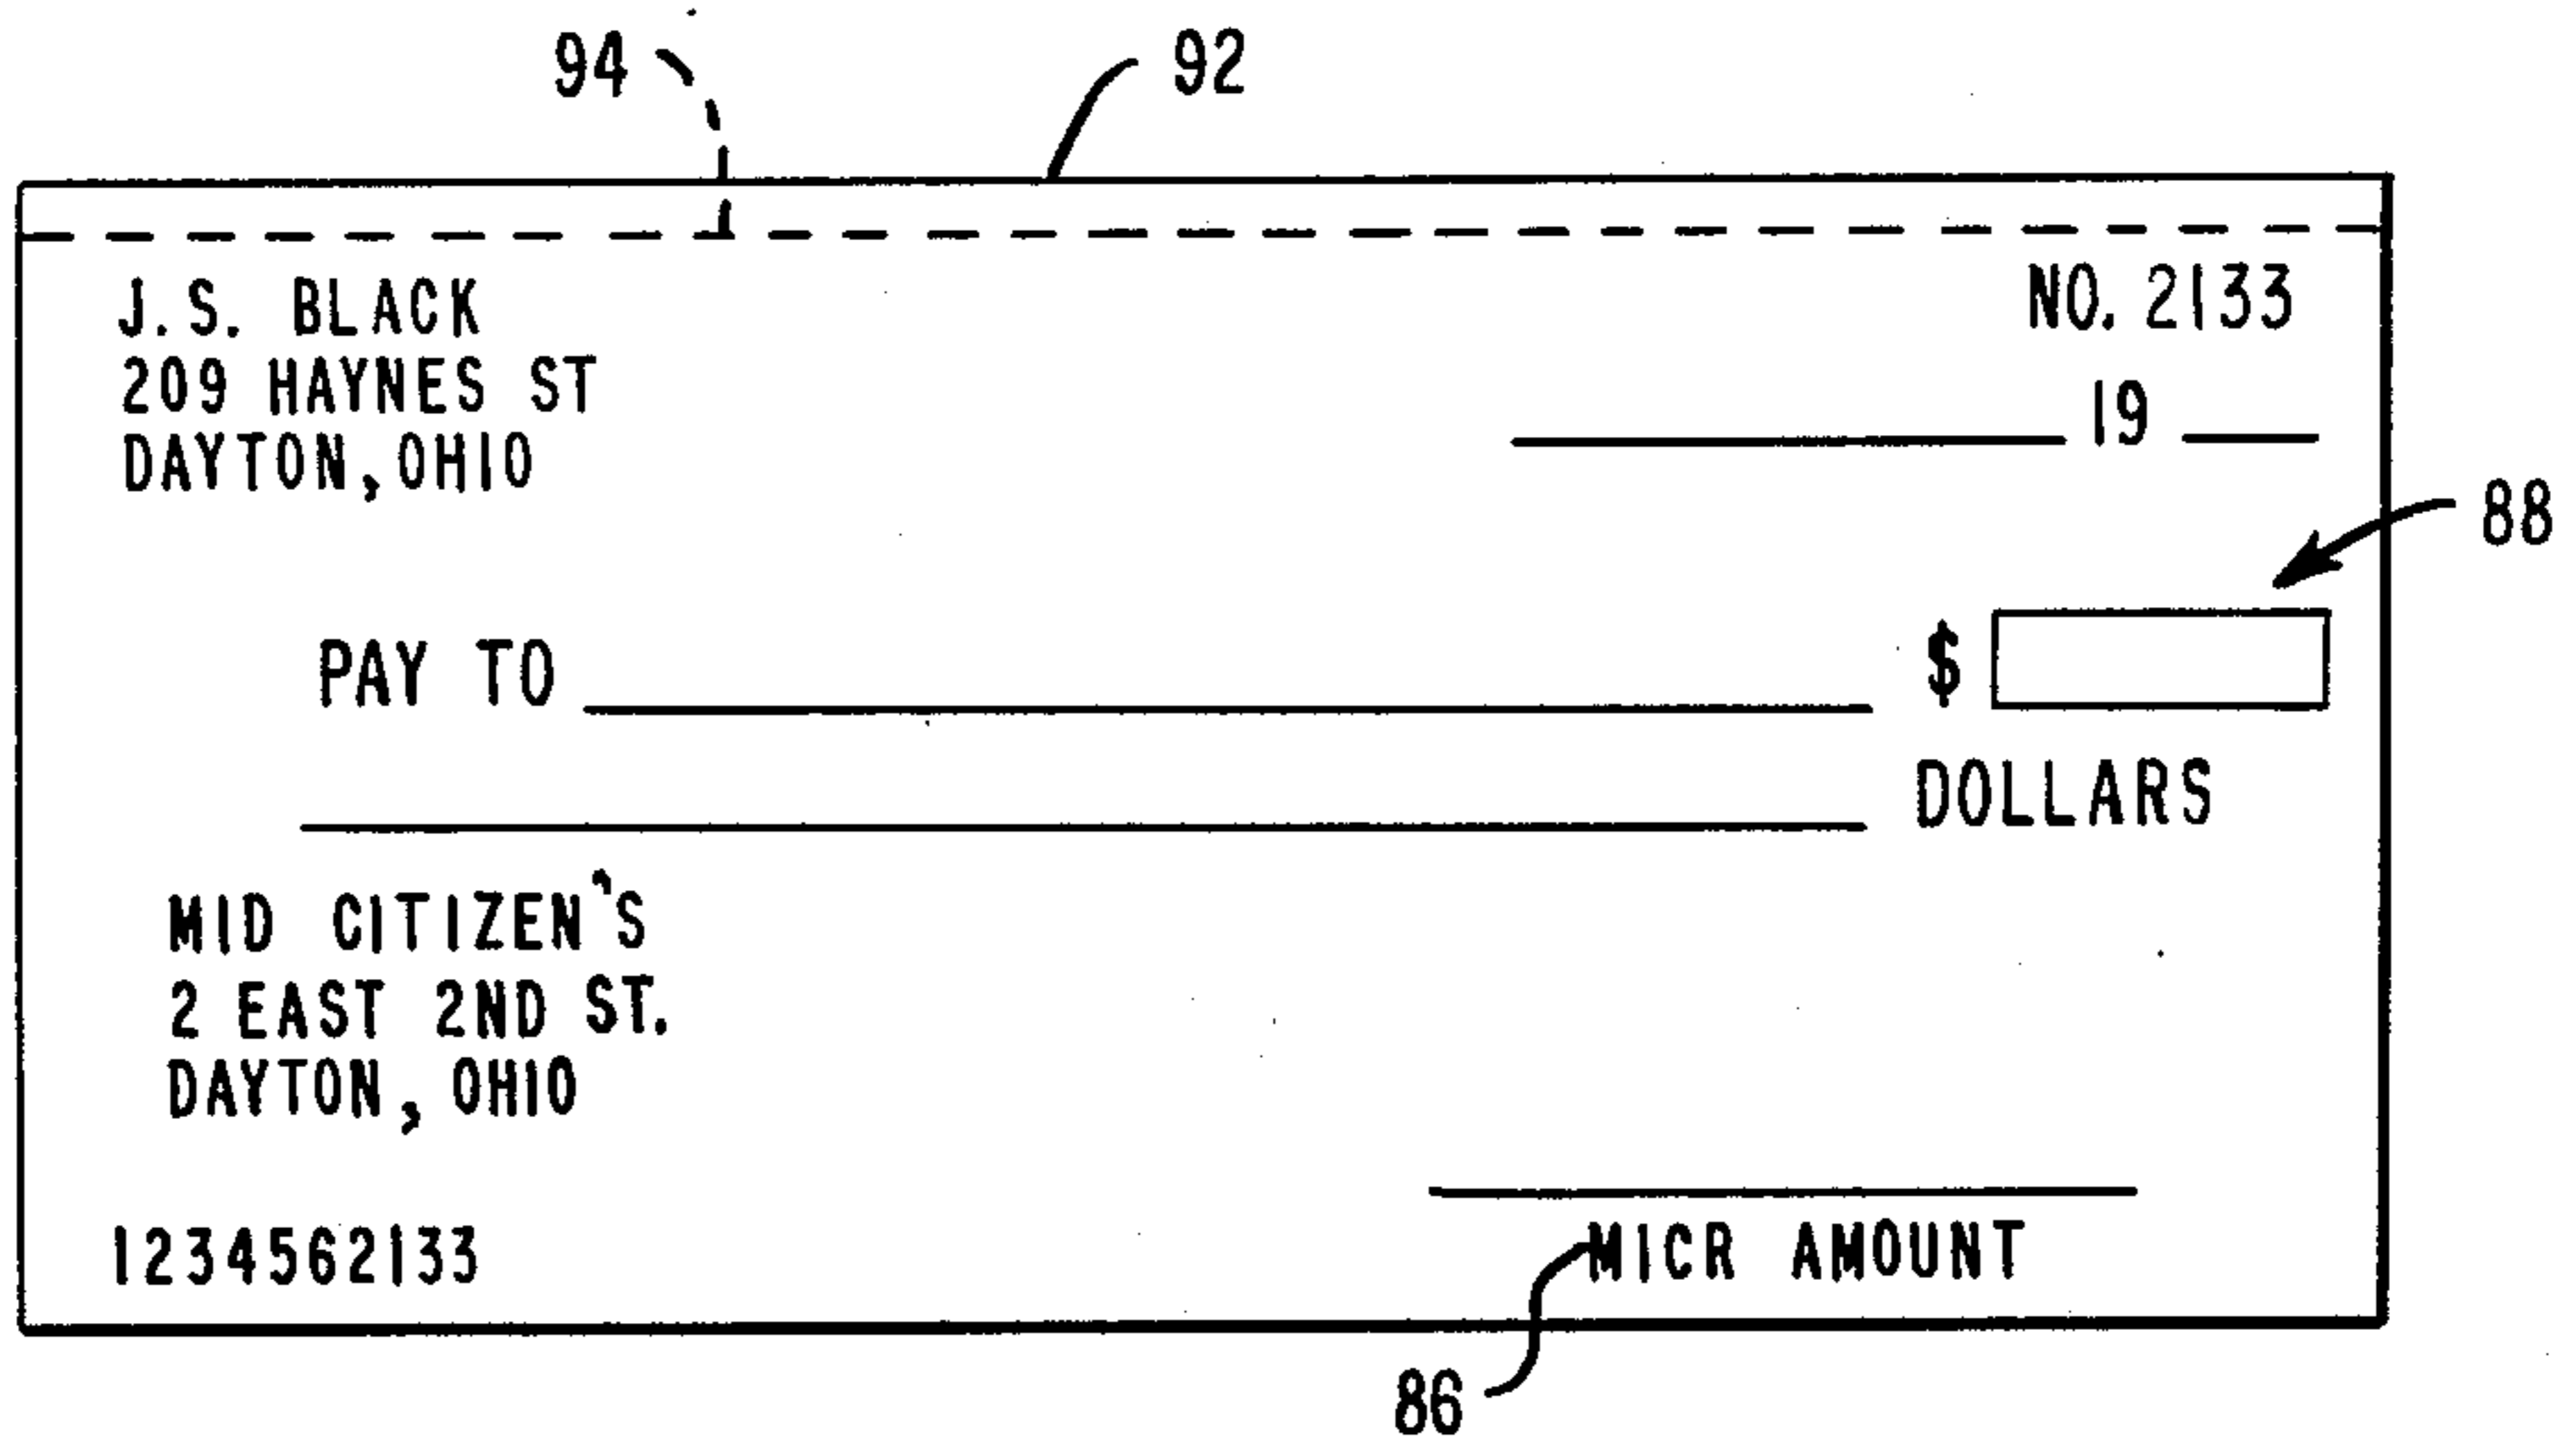 94 92
J.S. BLACK NO. 2133
209 HAYNES ST
19
DAYTON, OHIO
88
PAY TO $
DOLLARS
MID CITIZEN'S
2 EAST 2ND ST.
DAYTON, OHIO
1234562133 MICR AMOUNT
86